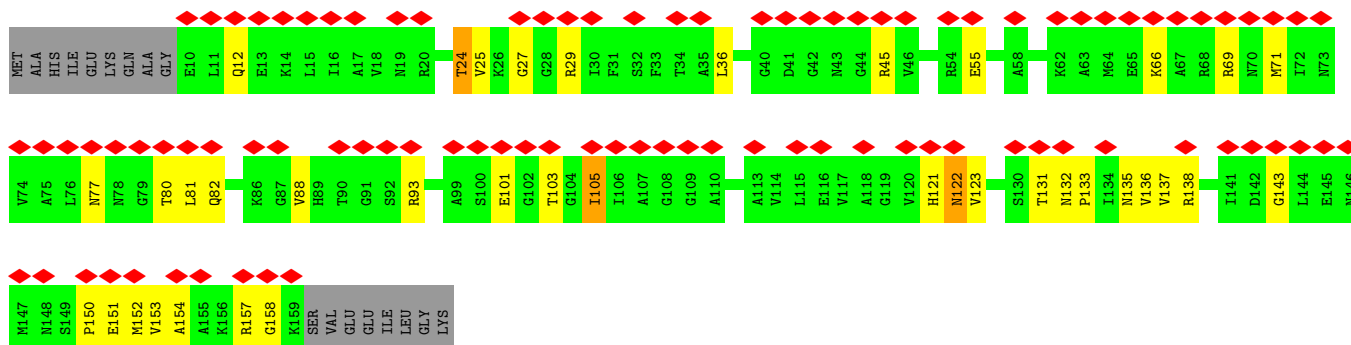 MET ALA HIS ILE GLU LYS GLN ALA GLY E10 L11 Q12 E13 K14 L15 I16 A17 V18 N19 R20 T24 V25 K26 G27 G28 R29 I30 F31 S32 F33 T34 A35 L36 G40 D41 G42 N43 G44 R45 V46 R54 E55 A58 K62 A63 M64 E65 K66 A67 R68 R69 N70 M71 I72 N73
V74 A75 L76 N77 N78 G79 T80 L81 Q82 K86 G87 V88 H89 T90 G91 S92 R93 A99 S100 E101 G102 T103 G104 I105 I106 A107 G108 G109 A110 A113 V114 L115 E116 V117 A118 G119 V120 H121 N122 V123 S130 T131 N132 P133 I134 N135 V136 V137 R138 I141 D142 G143 L144 E145 N146
M147 N148 S149 P150 E151 M152 V153 A154 A155 K156 R157 G158 K159 SER VAL GLU GLU ILE LEU GLY LYS